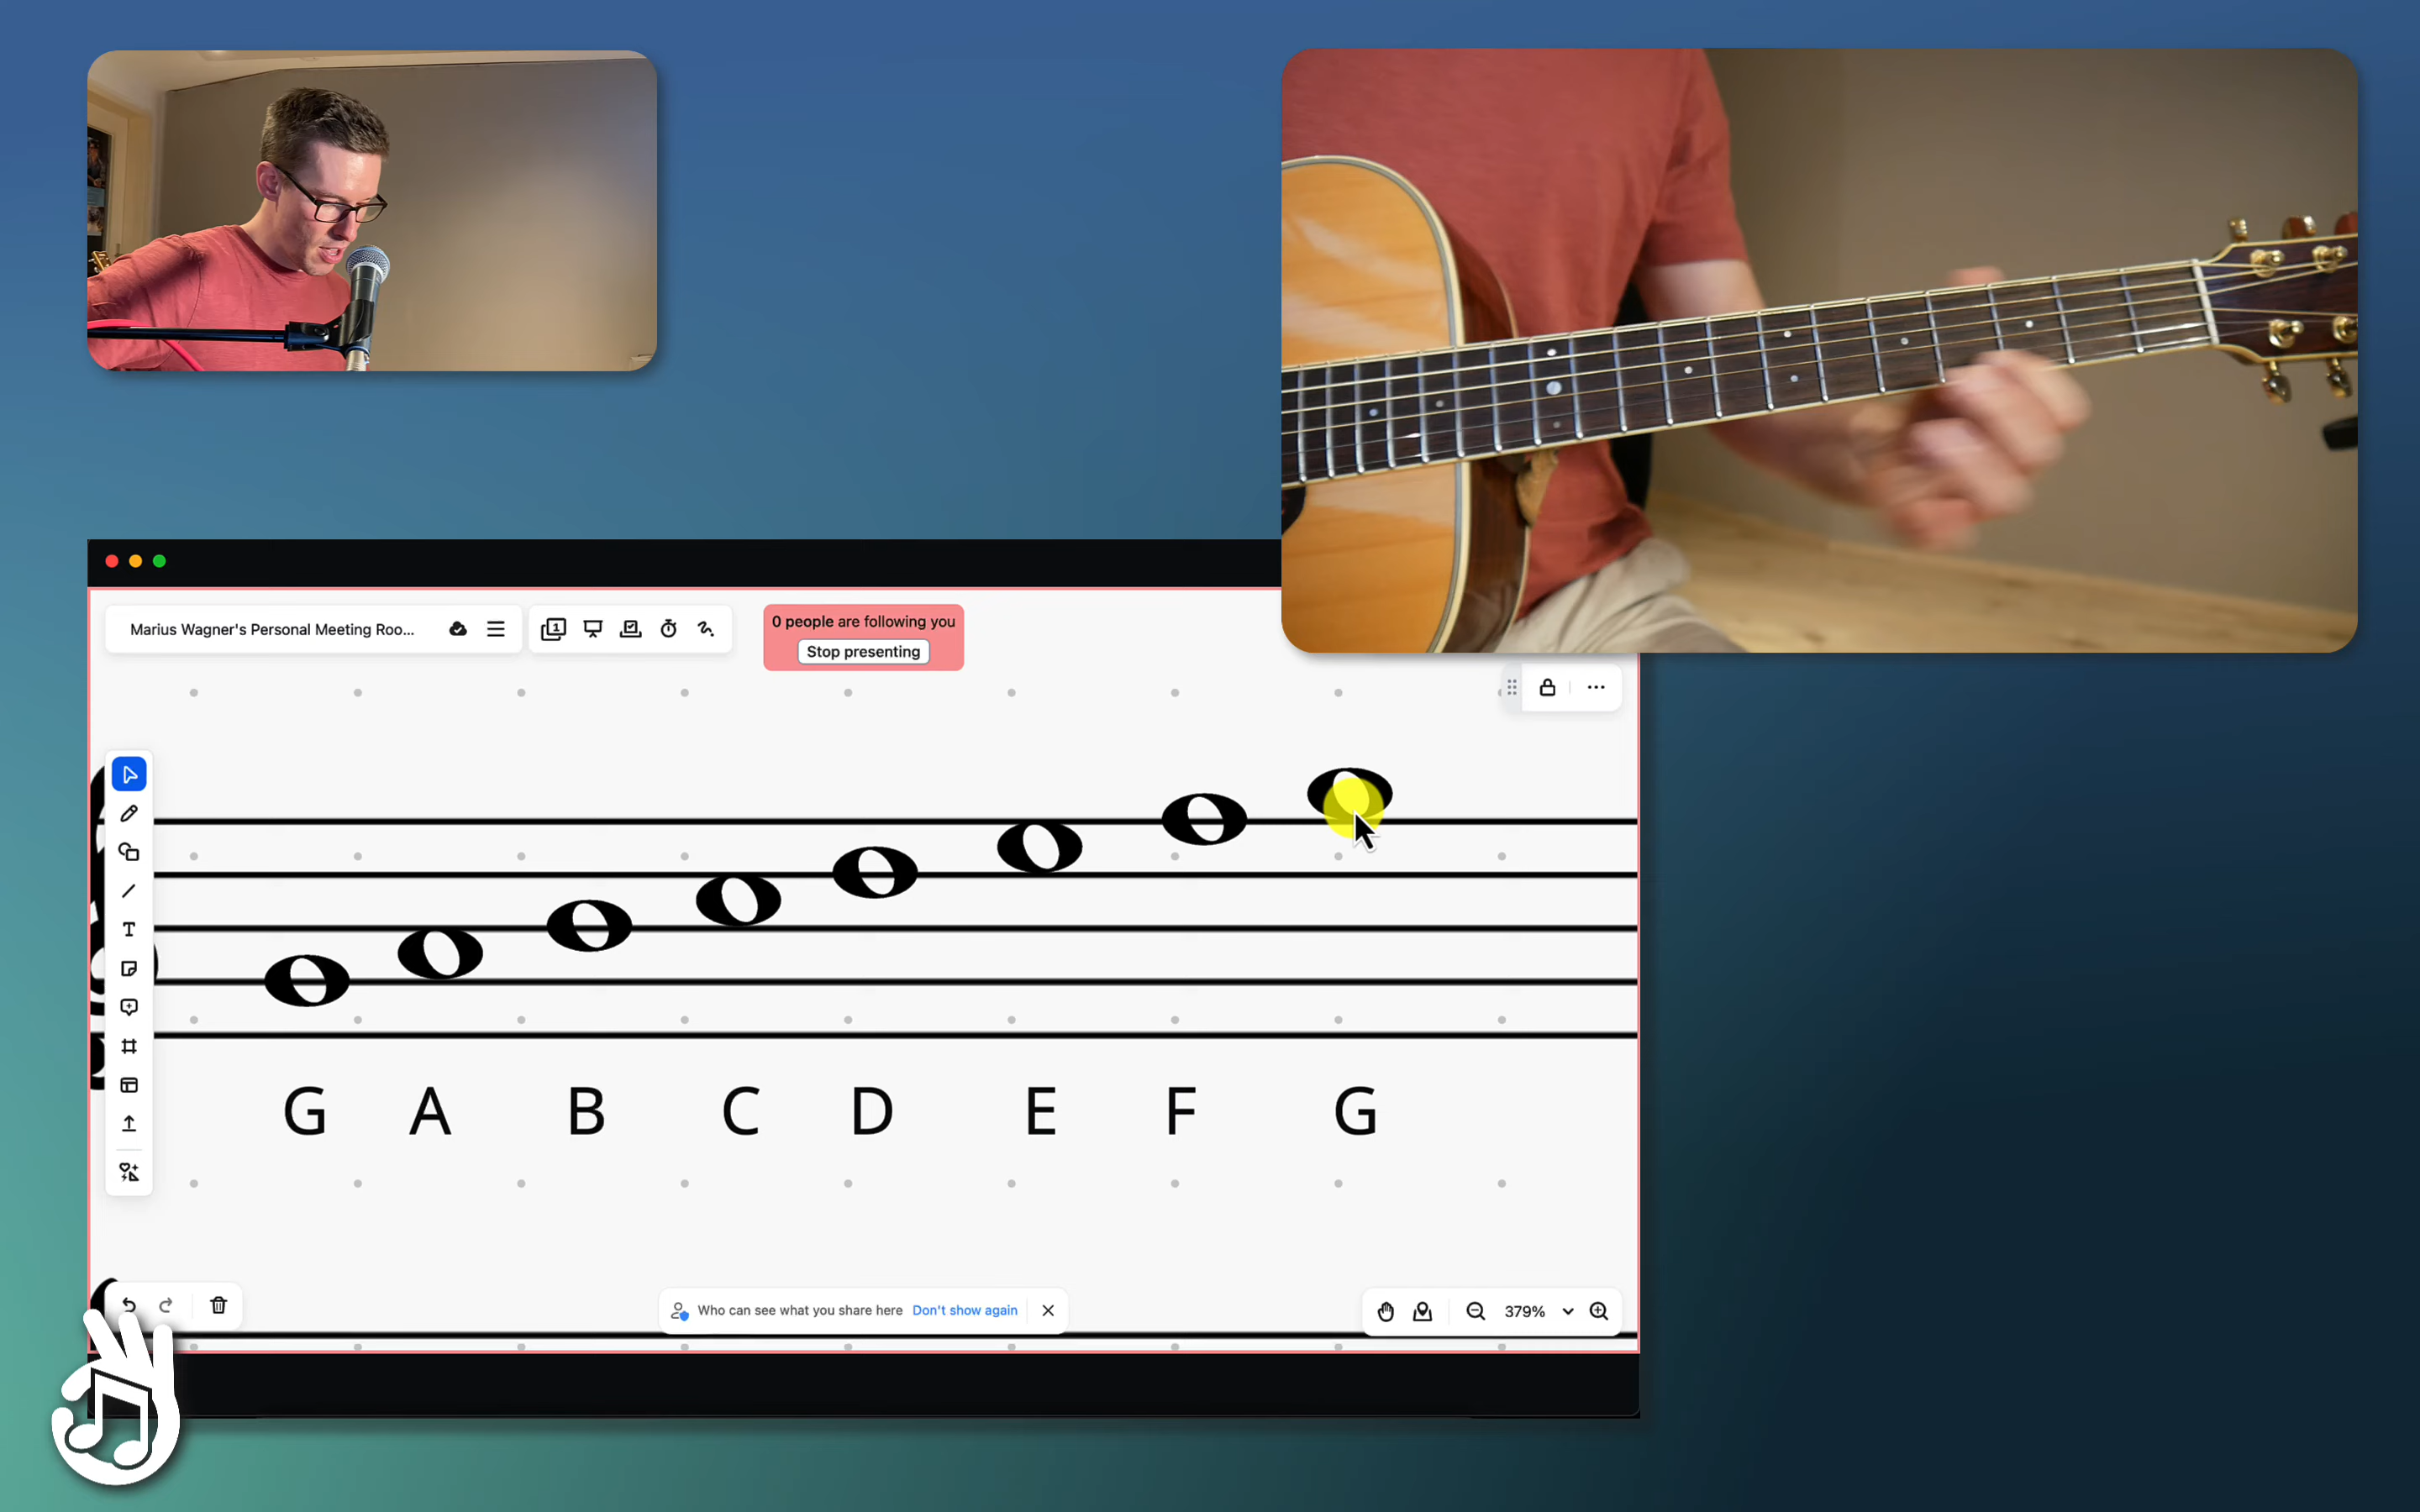 Marius Wagner's Personal Meeting Roo...
1
0 people are following you
Stop presenting
T
G A B C D E F G
Who can see what you share here Don't show again
379%